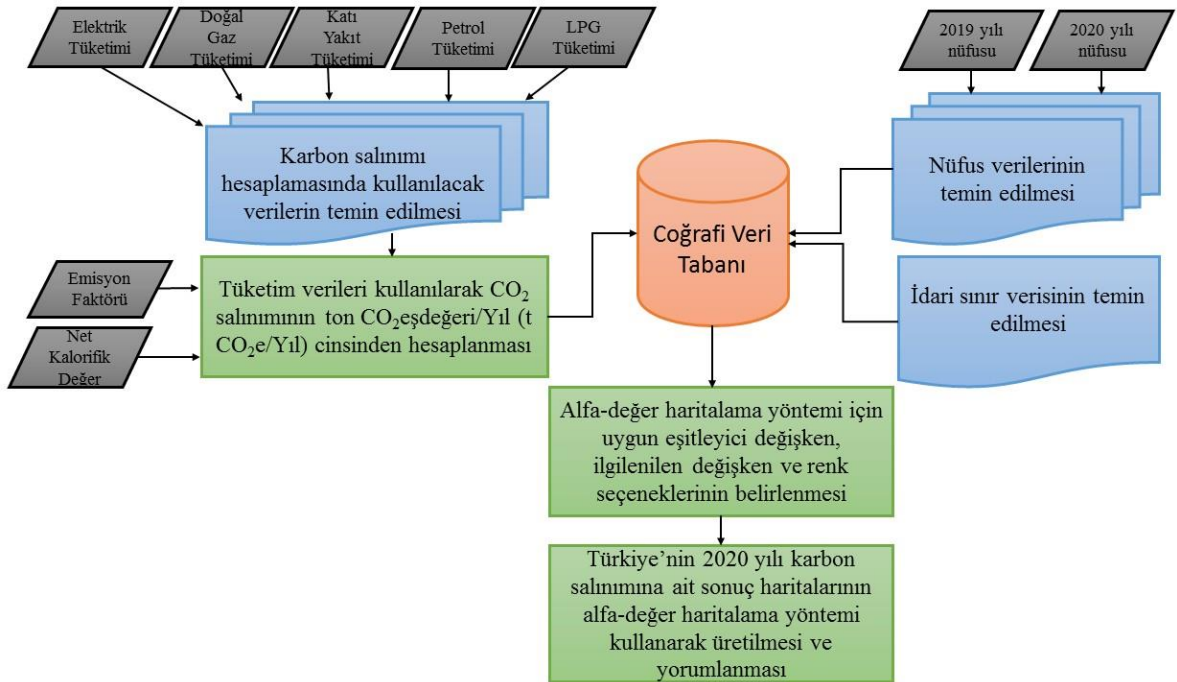 Elektrik
Tüketimi
Doğal
Gaz
Tüketimi
Katı
Yakıt
Tüketimi
Petrol
Tüketimi
LPG
Tüketimi
2019 yılı
nüfusu
2020 yılı
nüfusu
Karbon salınımı
hesaplamasında kullanılacak
verilerin temin edilmesi
Nüfus verilerinin
temin edilmesi
Coğrafi Veri
Tabanı
Emisyon
Faktörü
Net
Kalorifik
Değer
Tüketim verileri kullanılarak CO2
salınımının ton CO2eşdeğeri/Yıl (t
CO2e/Yıl) cinsinden hesaplanması
İdari sınır verisinin temin
edilmesi
Alfa-değer haritalama yöntemi için
uygun eşitleyici değişken,
ilgilenilen değişken ve renk
seçeneklerinin belirlenmesi
Türkiye’nin 2020 yılı karbon
salınımına ait sonuç haritalarının
alfa-değer haritalama yöntemi
kullanarak üretilmesi ve
yorumlanması